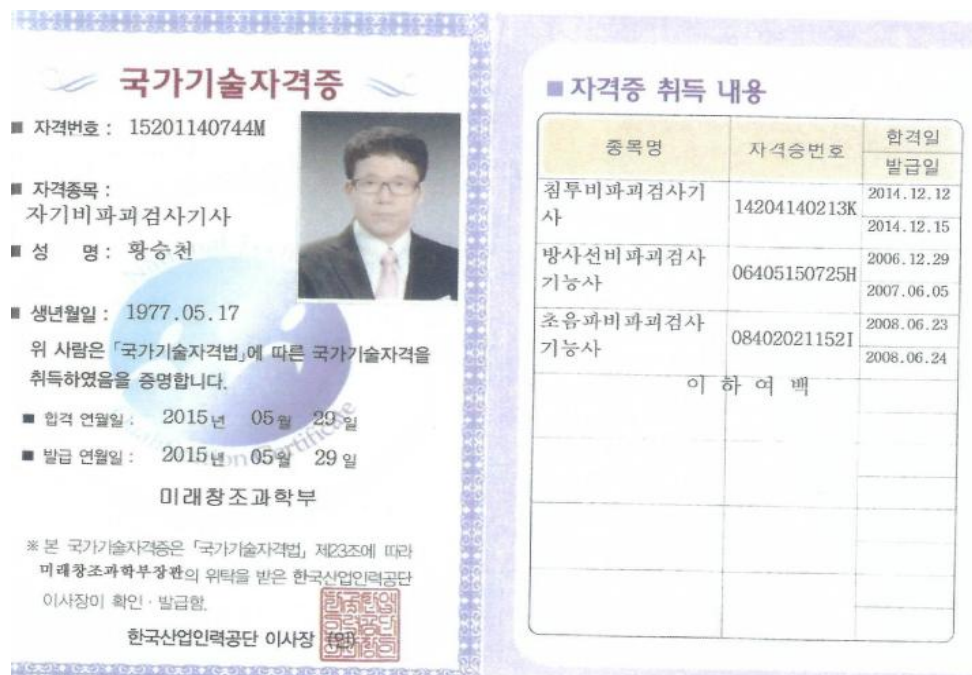 국가기술자격증
■ 자격번호 : 15201140744M
■ 자격종목 :
자기비파괴검사기사
■ 성 명 : 황승천
■ 생년월일 : 1977.05.17
위 사람은 「국가기술자격법」에 따른 국가기술자격을
취득하였음을 증명합니다.
■ 합격 연월일 : 2015년 05월 29일
■ 발급 연월일 : 2015년 05월 29일
미래창조과학부
※ 본 국가기술자격증은 「국가기술자격법」 제23조에 따라
미래창조과학부장관의 위탁을 받은 한국산업인력공단
이사장이 확인·발급함.
한국산업인력공단 이사장 (인)
■ 자격증 취득 내용
종목명 자격증번호 합격일
발급일
침투비파괴검사기
사
14204140213K
2014.12.12
2014.12.15
방사선비파괴검사
기능사
06405150725H
2006.12.29
2007.06.05
초음파비파괴검사
기능사
08402021152I
2008.06.23
2008.06.24
이 하 여 백